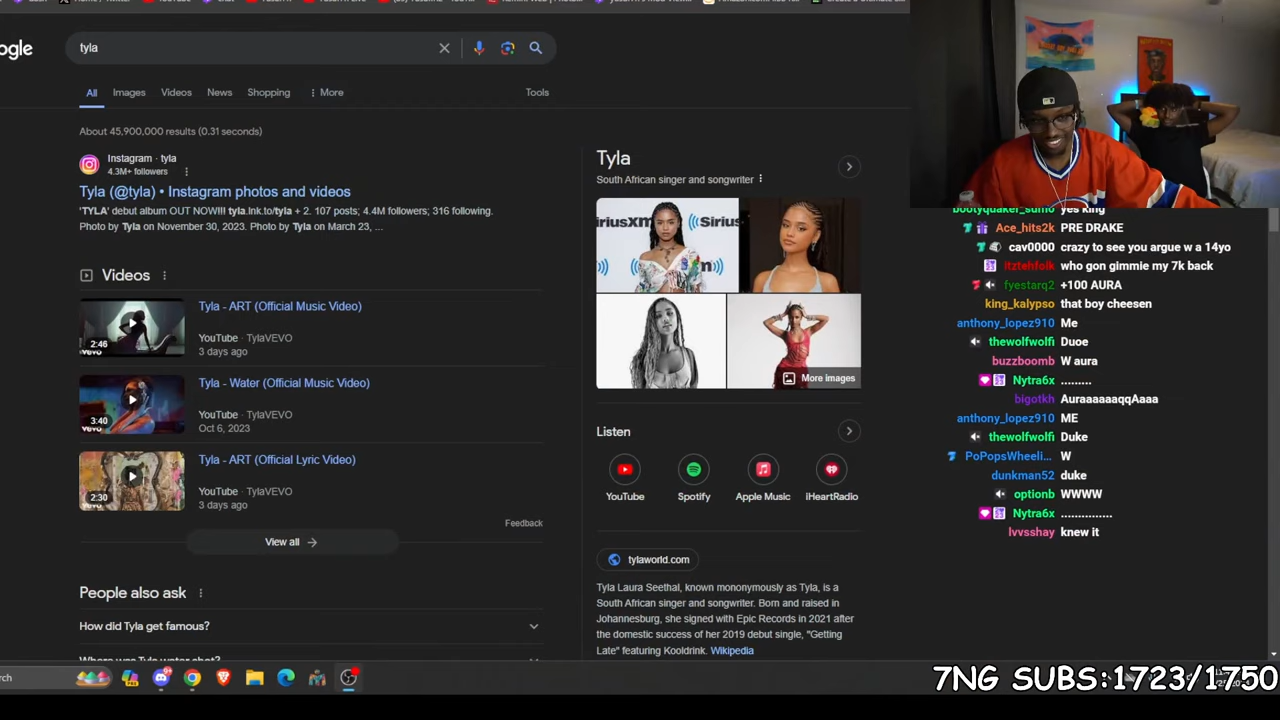 ogle
tyla
All Images Videos News Shopping More Tools
About 45,900,000 results (0.31 seconds)
Instagram · tyla
4.3M+ followers
Tyla (@tyla) • Instagram photos and videos
'TYLA' debut album OUT NOW!!! tyla.lnk.to/tyla + 2. 107 posts; 4.4M followers; 316 following.
Photo by Tyla on November 30, 2023. Photo by Tyla on March 23, ...
Videos
2:46
Tyla - ART (Official Music Video)
YouTube · TylaVEVO
3 days ago
3:40
Tyla - Water (Official Music Video)
YouTube · TylaVEVO
Oct 6, 2023
2:30
Tyla - ART (Official Lyric Video)
YouTube · TylaVEVO
3 days ago
Feedback
View all
People also ask
How did Tyla get famous?
Tyla
South African singer and songwriter
iriusXM
Sirius
More images
Listen
YouTube Spotify Apple Music iHeartRadio
tylaworld.com
Tyla Laura Seethal, known mononymously as Tyla, is a
South African singer and songwriter. Born and raised in
Johannesburg, she signed with Epic Records in 2021 after
the domestic success of her 2019 debut single, "Getting
Late" featuring Kooldrink. Wikipedia
bootyquaker_sumo yes king
Ace_hits2k PRE DRAKE
cav0000 crazy to see you argue w a 14yo
itztehfolk who gon gimmie my 7k back
fyestarq2 +100 AURA
king_kalypso that boy cheesen
anthony_lopez910 Me
thewolfwolfi Duoe
buzzboomb W aura
Nytra6x .........
bigotkh AuraaaaaaqqAaaa
anthony_lopez910 ME
thewolfwolfi Duke
PoPopsWheeli... W
dunkman52 duke
optionb WWWW
Nytra6x ...............
lvvsshay knew it
rch
7NG SUBS:1723/1750